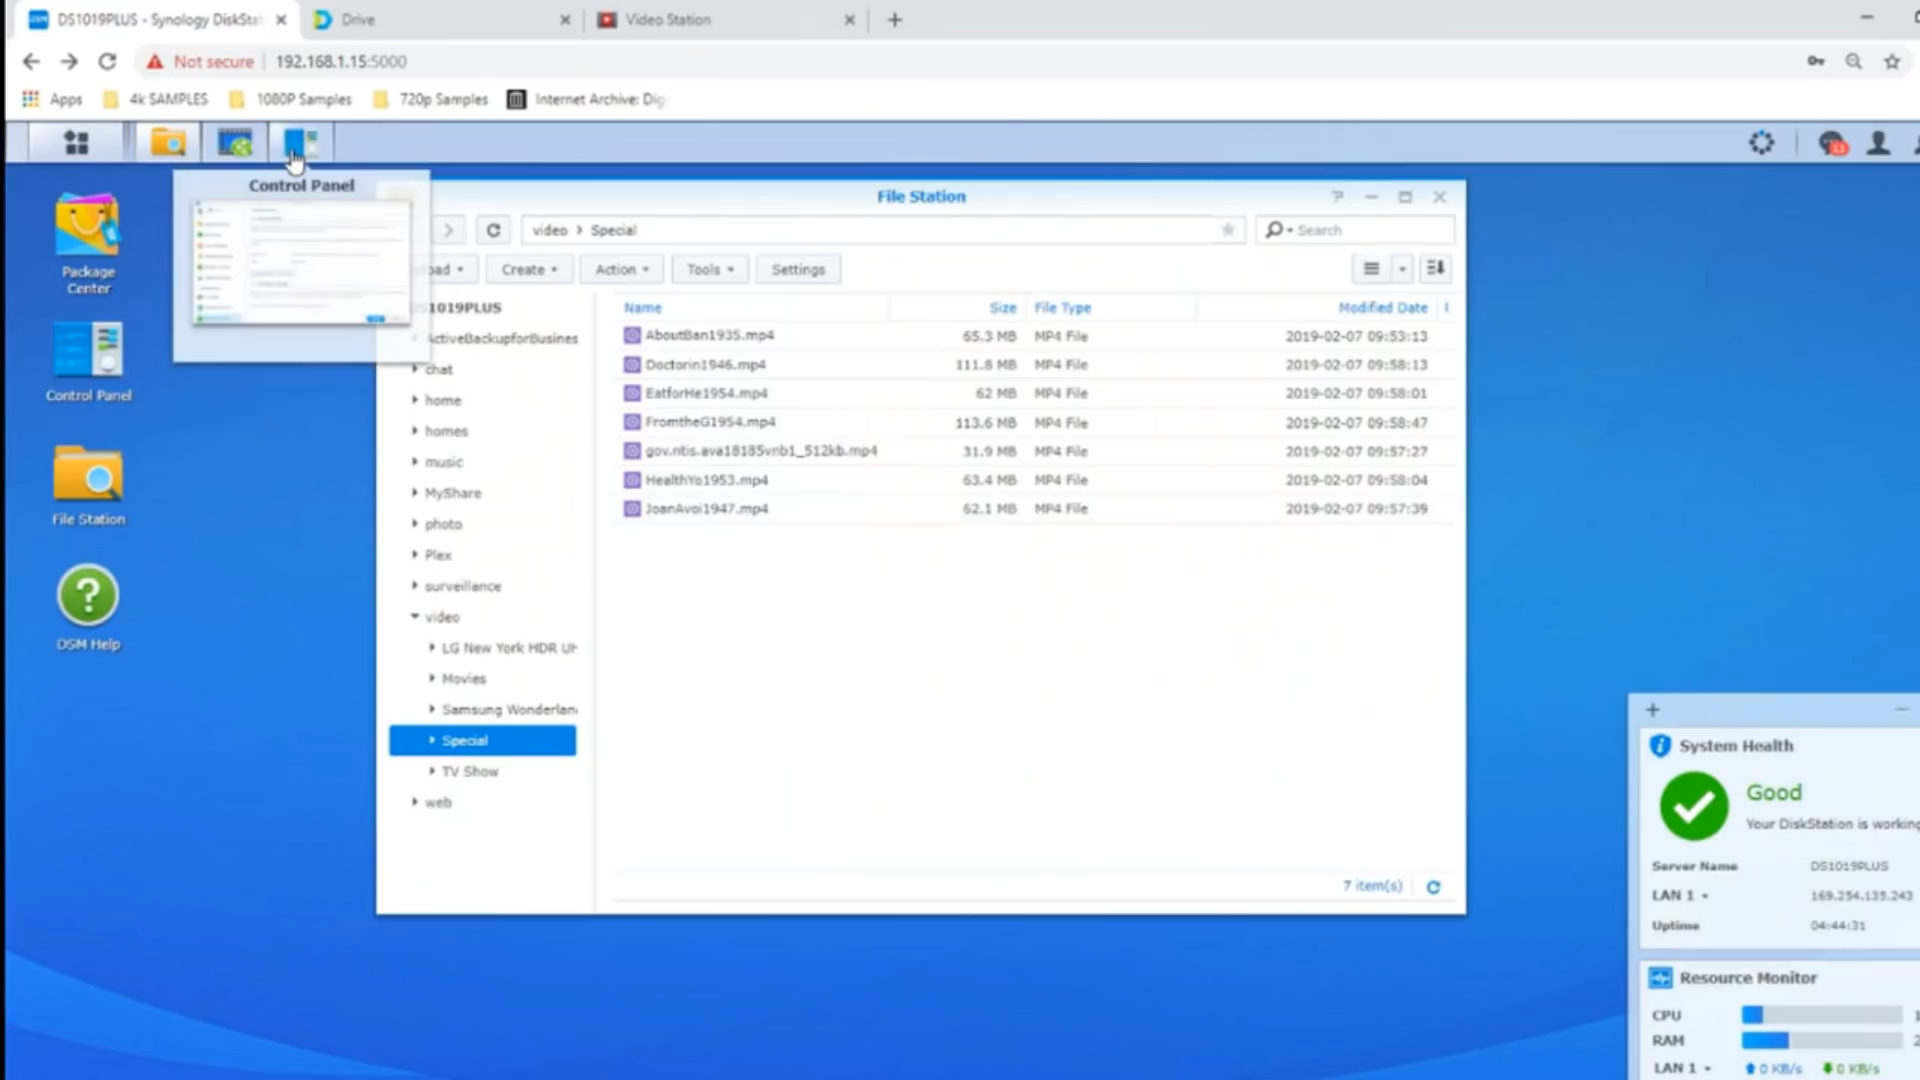 DS1019PLUS - Synology DiskStat
Drive
Video Station
Not secure
192.168.1.15:5000
Apps
4k SAMPLES
1080P Samples
720p Samples
Internet Archive: Dig
Control Panel
Package
Center
Control Panel
File Station
DSM Help
File Station
video
Special
Search
oad
Create
Action
Tools
Settings
DS1019PLUS
ActiveBackupforBusines
chat
home
homes
music
MyShare
photo
Plex
surveillance
video
LG New York HDR UH
Movies
Samsung Wonderlan
Special
TV Show
web
Name Size File Type Modified Date
AboutBan1935.mp4 65.3 MB MP4 File 2019-02-07 09:53:13
Doctorin1946.mp4 111.8 MB MP4 File 2019-02-07 09:58:13
EatforHe1954.mp4 62 MB MP4 File 2019-02-07 09:58:01
FromtheG1954.mp4 113.6 MB MP4 File 2019-02-07 09:58:47
gov.ntis.ava18185vnb1_512kb.mp4 31.9 MB MP4 File 2019-02-07 09:57:27
HealthYo1953.mp4 63.4 MB MP4 File 2019-02-07 09:58:04
JoanAvoi1947.mp4 62.1 MB MP4 File 2019-02-07 09:57:39
7 item(s)
System Health
Good
Your DiskStation is working
Server Name DS1019PLUS
LAN 1 169.254.135.243
Uptime 04:44:31
Resource Monitor
CPU
RAM
LAN 1 0 KB/s 0 KB/s